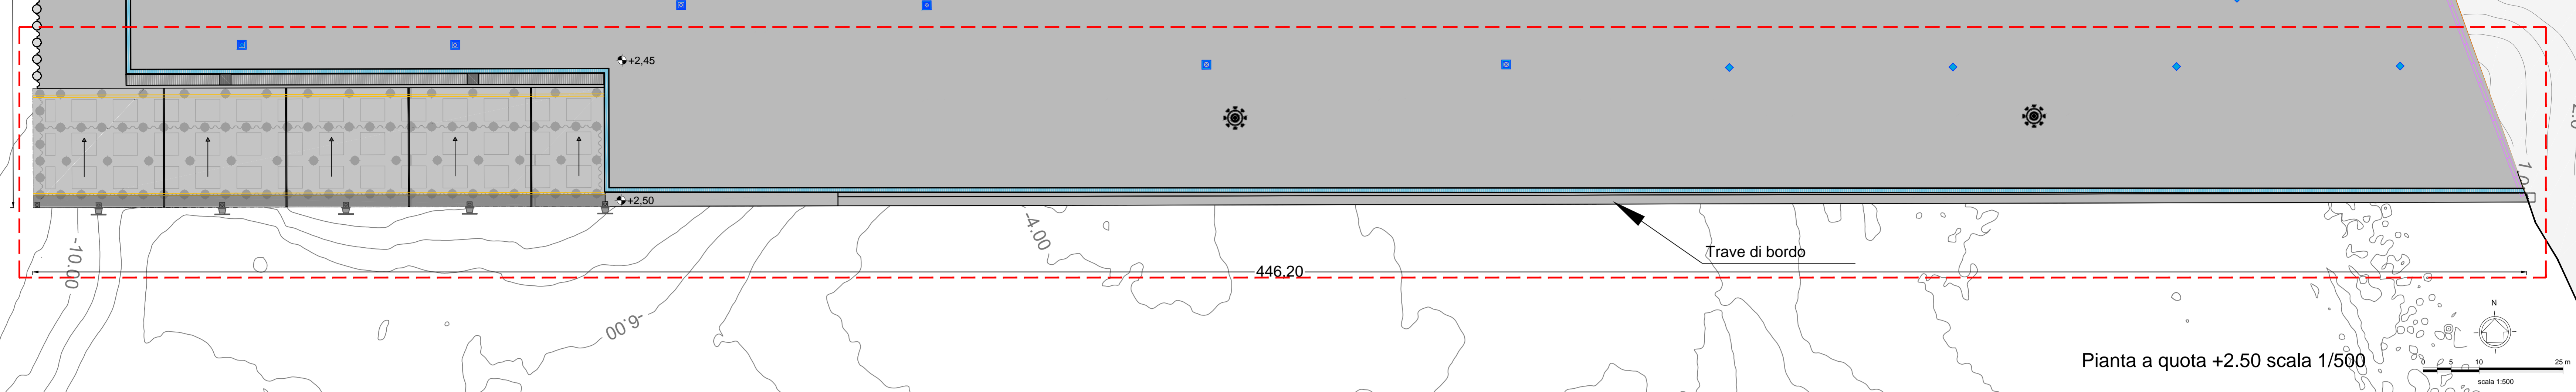 +2,45
+2,50
-10.00
-6.00
-4.00
446.20
Trave di bordo
N
Pianta a quota +2.50 scala 1/500
0 5 10 25 m
scala 1:500